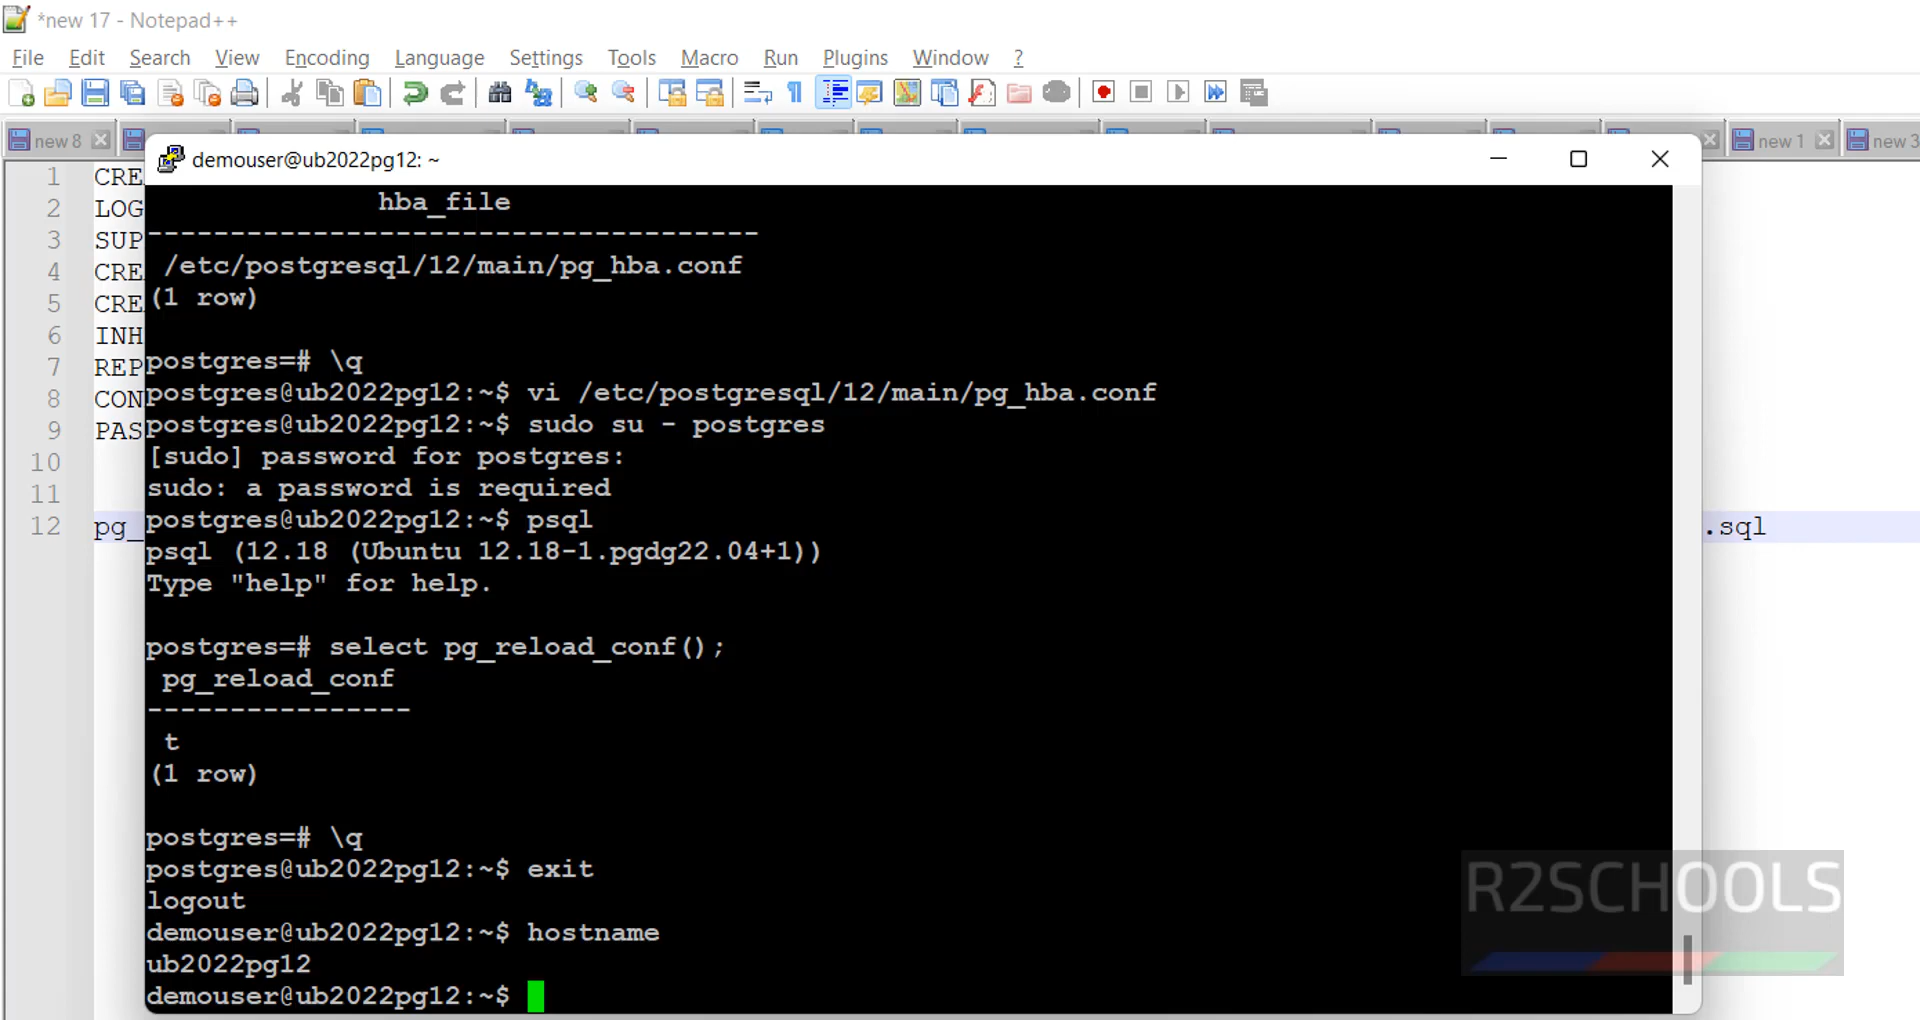 *new 17 - Notepad++
File Edit Search View Encoding Language Settings Tools Macro Run Plugins Window ?
new 8 new 1 new 3
demouser@ub2022pg12: ~
1 CRE
2 LOG
3 SUP
4 CRE
5 CRE
6 INH
7 REP
8 CON
9 PAS
10
11
12 pg_ .sql
hba_file
-------------------------------------
/etc/postgresql/12/main/pg_hba.conf
(1 row)
postgres=# \q
postgres@ub2022pg12:~$ vi /etc/postgresql/12/main/pg_hba.conf
postgres@ub2022pg12:~$ sudo su - postgres
[sudo] password for postgres:
sudo: a password is required
postgres@ub2022pg12:~$ psql
psql (12.18 (Ubuntu 12.18-1.pgdg22.04+1))
Type "help" for help.
postgres=# select pg_reload_conf();
pg_reload_conf
----------------
t
(1 row)
postgres=# \q
postgres@ub2022pg12:~$ exit
logout
demouser@ub2022pg12:~$ hostname
ub2022pg12
demouser@ub2022pg12:~$
R2SCHOOLS